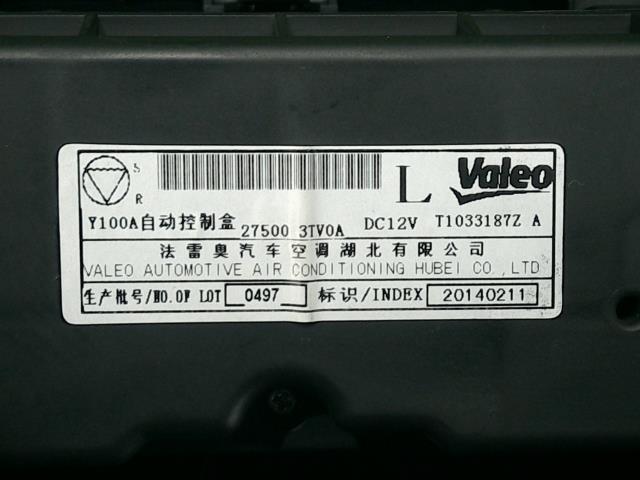 S
R
L
Valeo
Y100A自动控制盒 27500 3TV0A DC12V T1033187Z A
法雷奥汽车空调湖北有限公司
VALEO AUTOMOTIVE AIR CONDITIONING HUBEI CO., LTD
生产批号/NO.OF LOT 0497 标识/INDEX 20140211